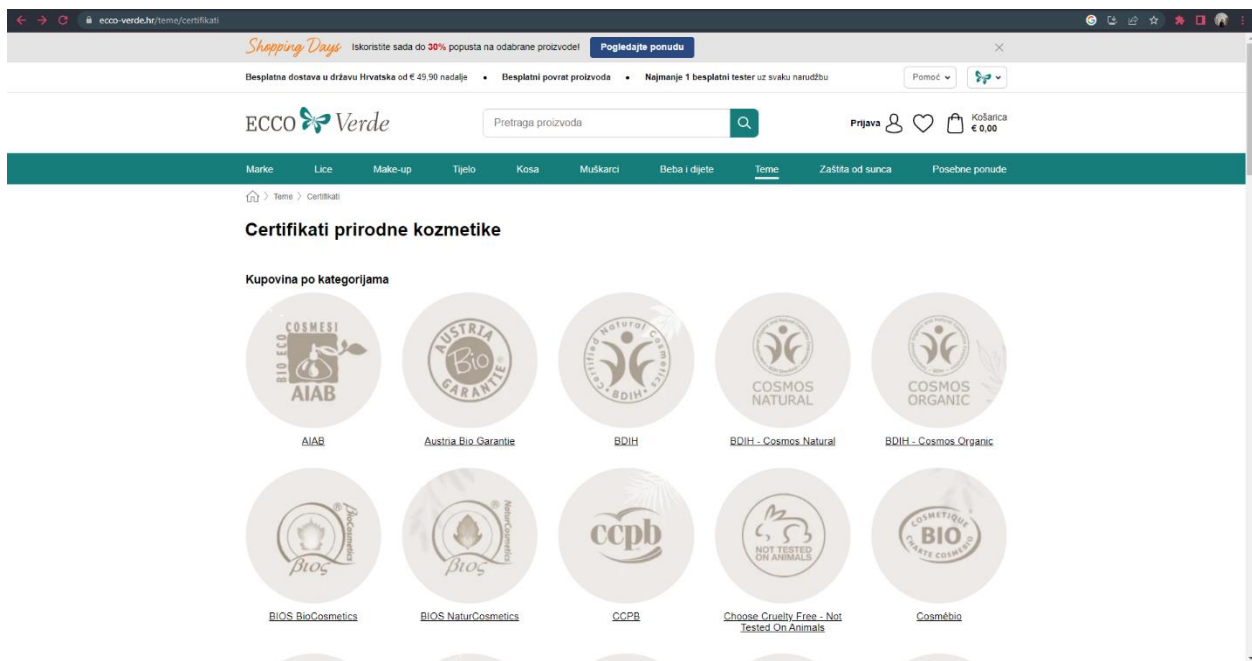 ecco-verde.hr/teme/certifikati
Shopping Days Iskoristite sada do 30% popusta na odabrane proizvode! Pogledajte ponudu
Besplatna dostava u državu Hrvatska od € 49,90 nadalje • Besplatni povrat proizvoda • Najmanje 1 besplatni tester uz svaku narudžbu Pomoć
ECCO Verde Pretraga proizvoda Prijava Košarica
€ 0,00
Marke Lice Make-up Tijelo Kosa Muškarci Beba i dijete Teme Zaštita od sunca Posebne ponude
Teme > Certifikati
Certifikati prirodne kozmetike
Kupovina po kategorijama
COSMESI
BIO ECO
AIAB
AUSTRIA
Bio
GARANTIE
Certified Natural Cosmetics
BDIH
COSMOS
NATURAL
COSMOS
ORGANIC
AIAB Austria Bio Garantie BDIH BDIH - Cosmos Natural BDIH - Cosmos Organic
BioCosmetics
βιος
NaturCosmetics
βιος
ccpb
NOT TESTED
ON ANIMALS
COSMETIQUE
BIO
CHARTE COSMEBIO
BIOS BioCosmetics BIOS NaturCosmetics CCPB Choose Cruelty Free - Not Cosmébio
Tested On Animals